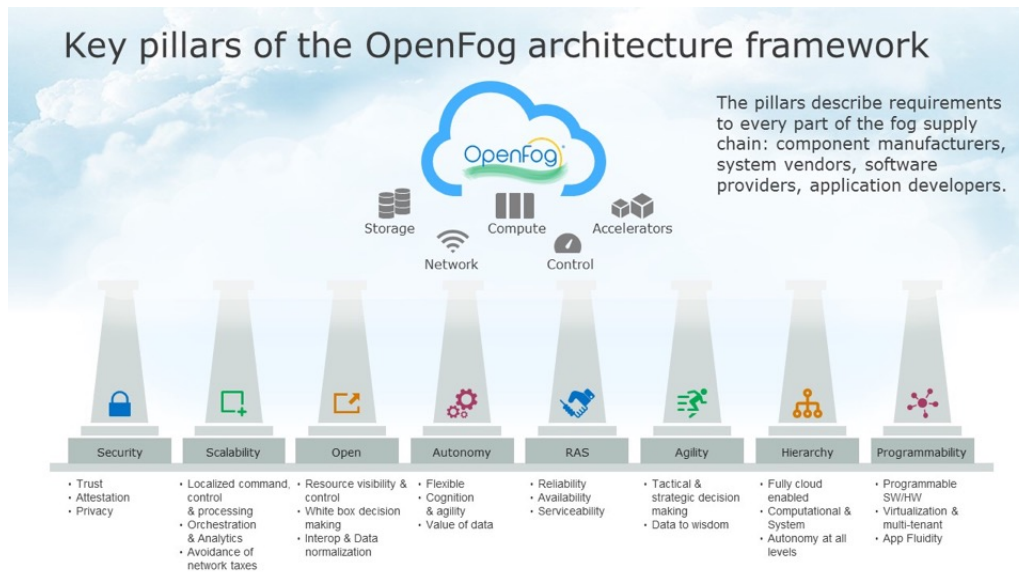 Key pillars of the OpenFog architecture framework
The pillars describe requirements
to every part of the fog supply
chain: component manufacturers,
system vendors, software
providers, application developers.
OpenFog
Storage
Compute
Accelerators
Network
Control
Security
• Trust
• Attestation
• Privacy
Scalability
• Localized command,
control
& processing
• Orchestration
& Analytics
• Avoidance of
network taxes
Open
• Resource visibility &
control
• White box decision
making
• Interop & Data
normalization
Autonomy
• Flexible
• Cognition
& agility
• Value of data
RAS
• Reliability
• Availability
• Serviceability
Agility
• Tactical &
strategic decision
making
• Data to wisdom
Hierarchy
• Fully cloud
enabled
• Computational &
System
• Autonomy at all
levels
Programmability
• Programmable
SW/HW
• Virtualization &
multi-tenant
• App Fluidity